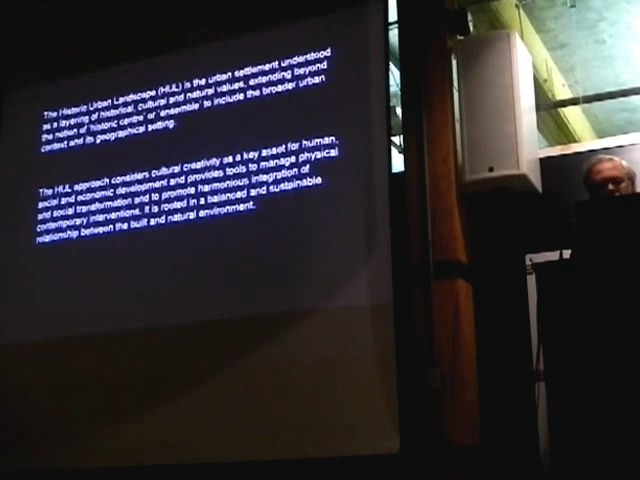 The Historic Urban Landscape (HUL) is the urban settlement understood
as a layering of historical, cultural and natural values, extending beyond
the notion of 'historic centre' or 'ensemble' to include the broader urban
context and its geographical setting.
The HUL approach considers cultural creativity as a key asset for human,
social and economic development and provides tools to manage physical
and social transformation and to promote harmonious integration of
contemporary interventions. It is rooted in a balanced and sustainable
relationship between the built and natural environment.